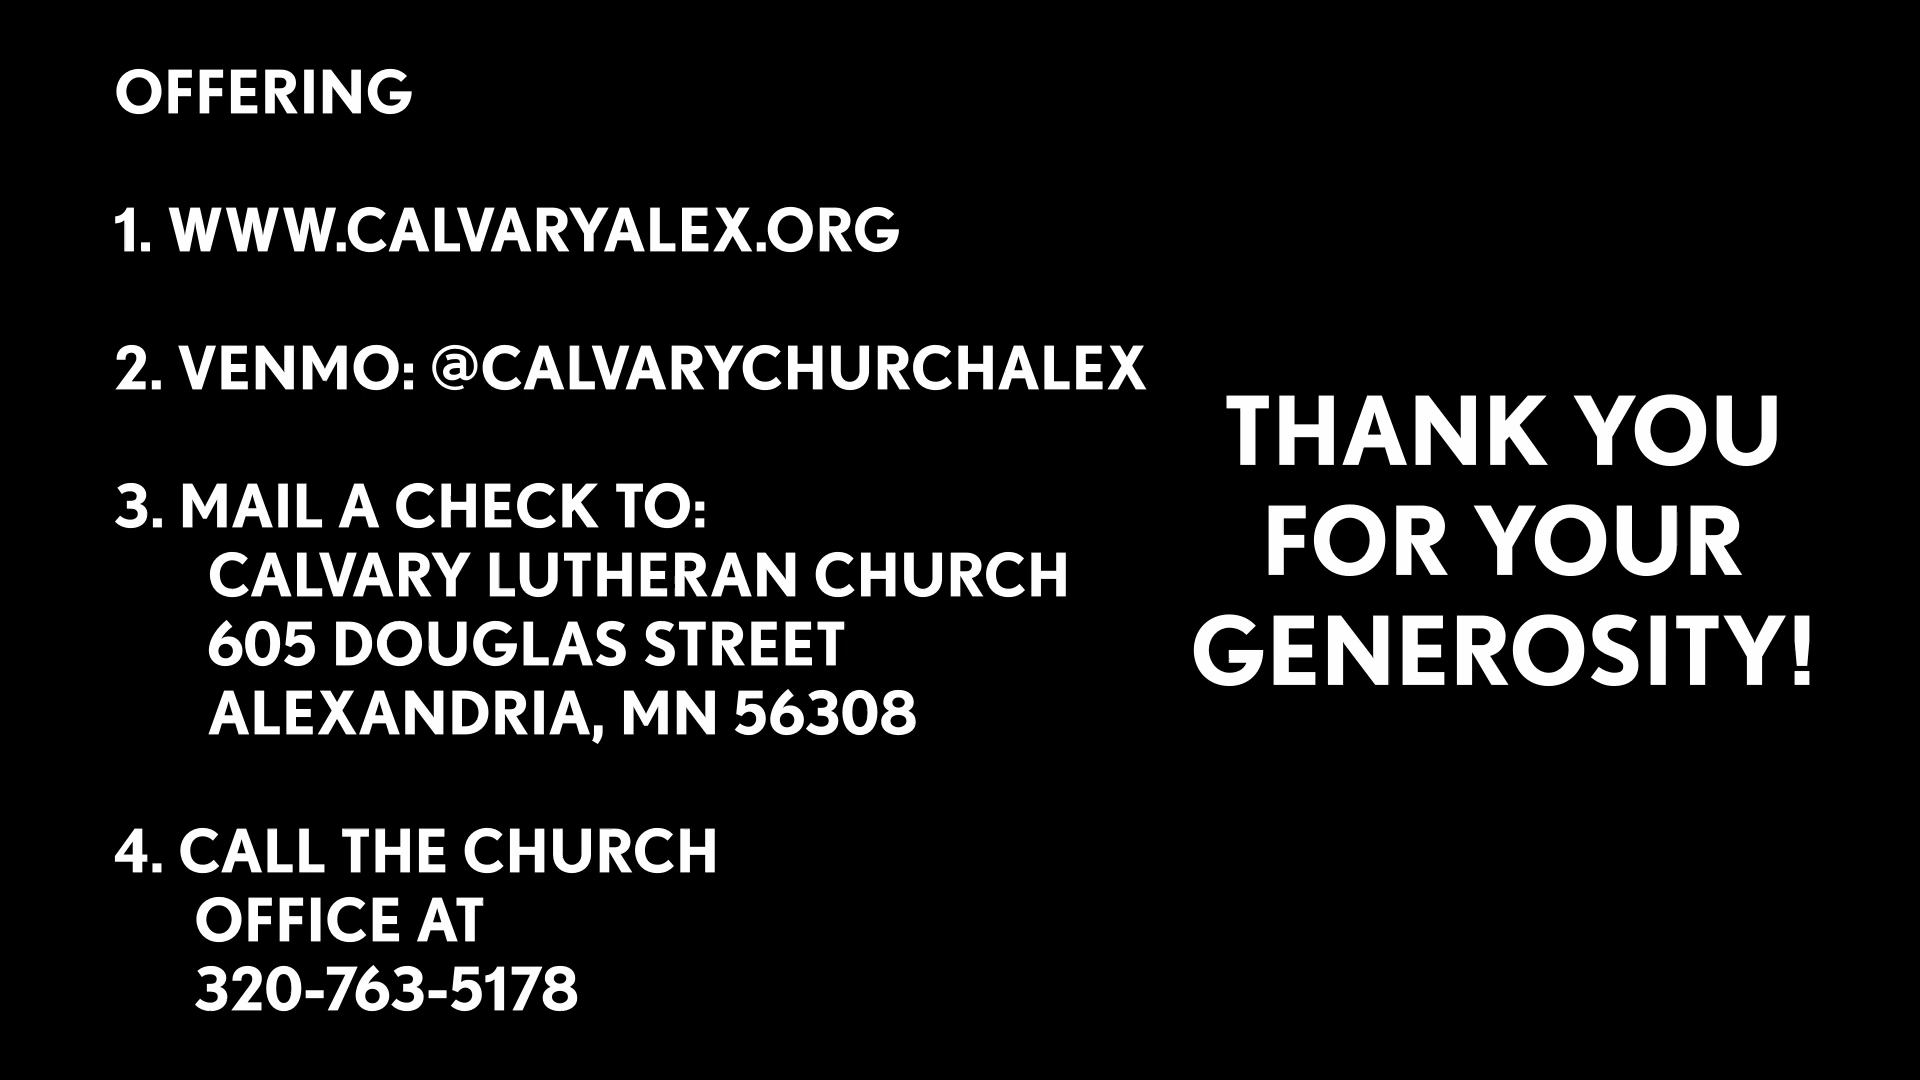 OFFERING
1. WWW.CALVARYALEX.ORG
2. VENMO: @CALVARYCHURCHALEX
3. MAIL A CHECK TO:
CALVARY LUTHERAN CHURCH
605 DOUGLAS STREET
ALEXANDRIA, MN 56308
4. CALL THE CHURCH
OFFICE AT
320-763-5178
THANK YOU
FOR YOUR
GENEROSITY!